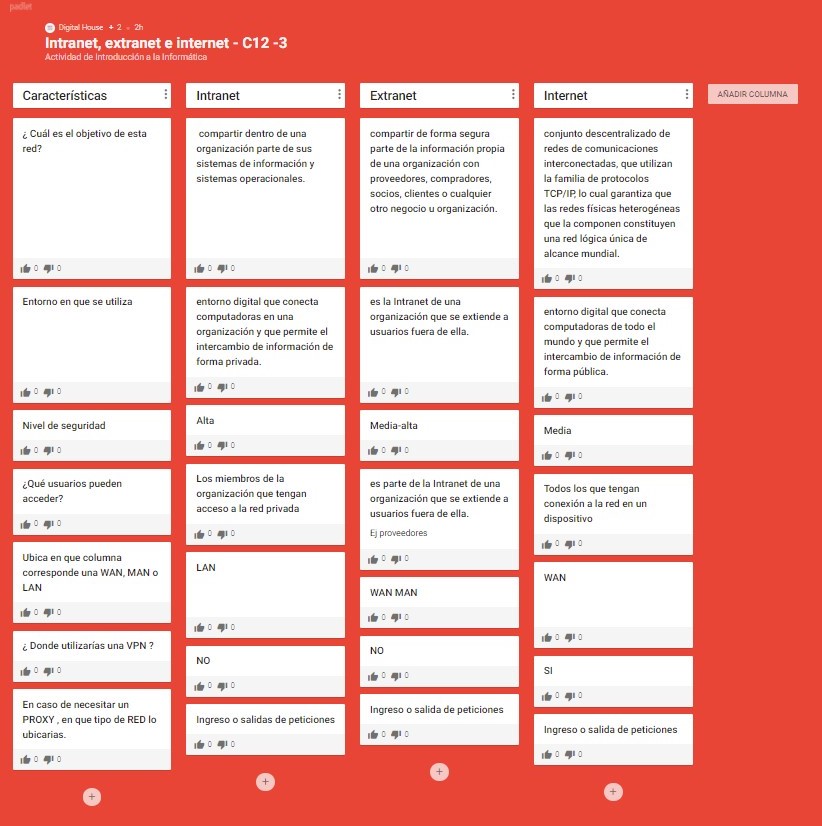 padlet
Digital House + 2 • 2h
Intranet, extranet e internet - C12 -3
Actividad de Introducción a la Informática
Características
¿ Cuál es el objetivo de esta
red?
0 0
Entorno en que se utiliza
0 0
Nivel de seguridad
0 0
¿Qué usuarios pueden
acceder?
0 0
Ubica en que columna
corresponde una WAN, MAN o
LAN
0 0
¿ Donde utilizarías una VPN ?
0 0
En caso de necesitar un
PROXY , en que tipo de RED lo
ubicarias.
0 0
Intranet
compartir dentro de una
organización parte de sus
sistemas de información y
sistemas operacionales.
0 0
entorno digital que conecta
computadoras en una
organización y que permite el
intercambio de información de
forma privada.
0 0
Alta
0 0
Los miembros de la
organización que tengan
acceso a la red privada
0 0
LAN
0 0
NO
0 0
Ingreso o salidas de peticiones
0 0
Extranet
compartir de forma segura
parte de la información propia
de una organización con
proveedores, compradores,
socios, clientes o cualquier
otro negocio u organización.
0 0
es la Intranet de una
organización que se extiende a
usuarios fuera de ella.
0 0
Media-alta
0 0
es parte de la Intranet de una
organización que se extiende a
usuarios fuera de ella.
Ej proveedores
0 0
WAN MAN
0 0
NO
0 0
Ingreso o salida de peticiones
0 0
Internet
conjunto descentralizado de
redes de comunicaciones
interconectadas, que utilizan
la familia de protocolos
TCP/IP, lo cual garantiza que
las redes físicas heterogéneas
que la componen constituyen
una red lógica única de
alcance mundial.
0 0
entorno digital que conecta
computadoras de todo el
mundo y que permite el
intercambio de información de
forma pública.
0 0
Media
0 0
Todos los que tengan
conexión a la red en un
dispositivo
0 0
WAN
0 0
SI
0 0
Ingreso o salida de peticiones
0 0
AÑADIR COLUMNA